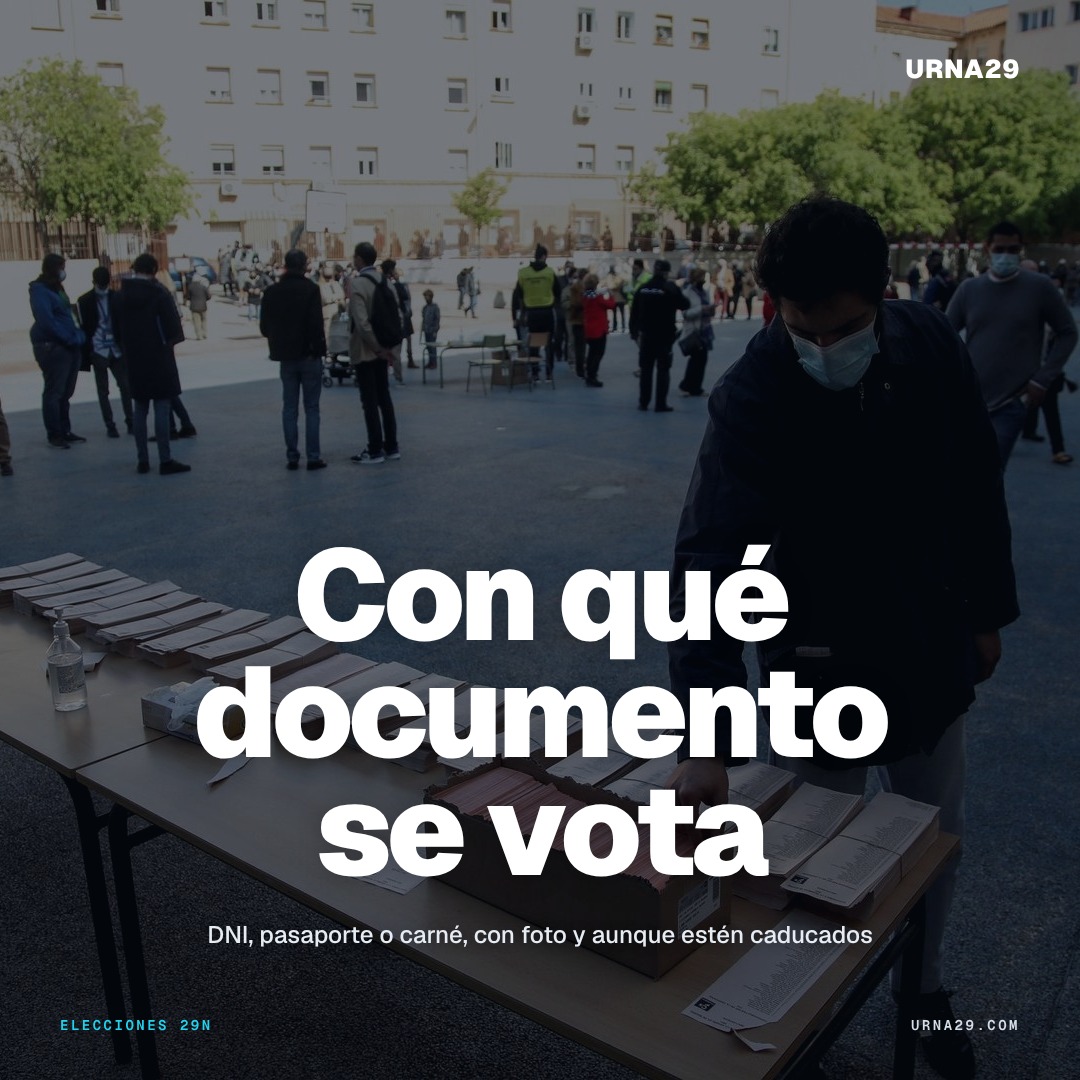 URNA29
Con qué
documento
se vota
DNI, pasaporte o carné, con foto y aunque estén caducados
ELECCIONES 29N
URNA29.COM